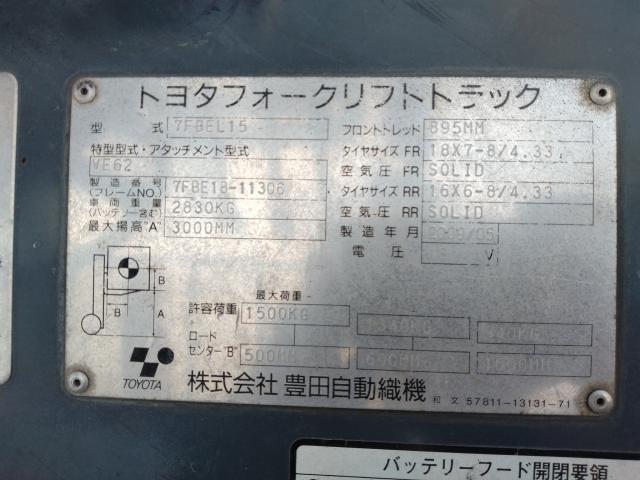 トヨタフォークリフトトラック
型式 7FBEL15
特型型式・アタッチメント型式
VE62
製造番号 (フレームNO.) 7FBE18-11306
車両重量 (バッテリー含む) 2830KG
最大揚高"A" 3000MM
フロントトレッド 895MM
タイヤサイズ FR 18X7-8/4.33
空気圧 FR SOLID
タイヤサイズ RR 16X6-8/4.33
空気圧 RR SOLID
製造年月 /05
電圧 V
B
B A
最大荷重
許容荷重 1500KG
ロード
センター"B" 500MM
TOYOTA
株式会社 豊田自動織機
和文 57811-13131-71
バッテリーフード開閉要領